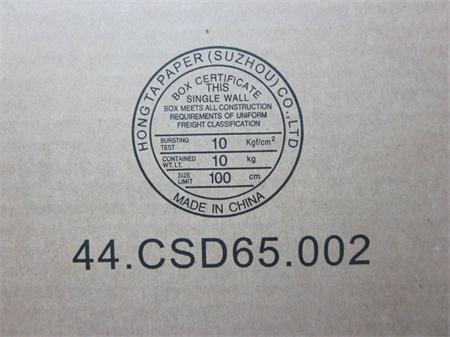 HONG TA PAPER (SUZHOU) CO.,LTD
BOX CERTIFICATE
THIS
SINGLE WALL
BOX MEETS ALL CONSTRUCTION
REQUIREMENTS OF UNIFORM
FREIGHT CLASSIFICATION
BURSTING TEST 10 Kgf/cm²
CONTAINED WT. LT. 10 kg
SIZE LIMIT 100 cm
MADE IN CHINA
44.CSD65.002